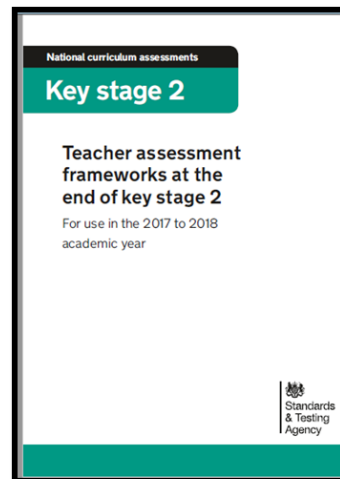 National curriculum assessments
Key stage 2
Teacher assessment
frameworks at the
end of key stage 2
For use in the 2017 to 2018
academic year
Standards
& Testing
Agency